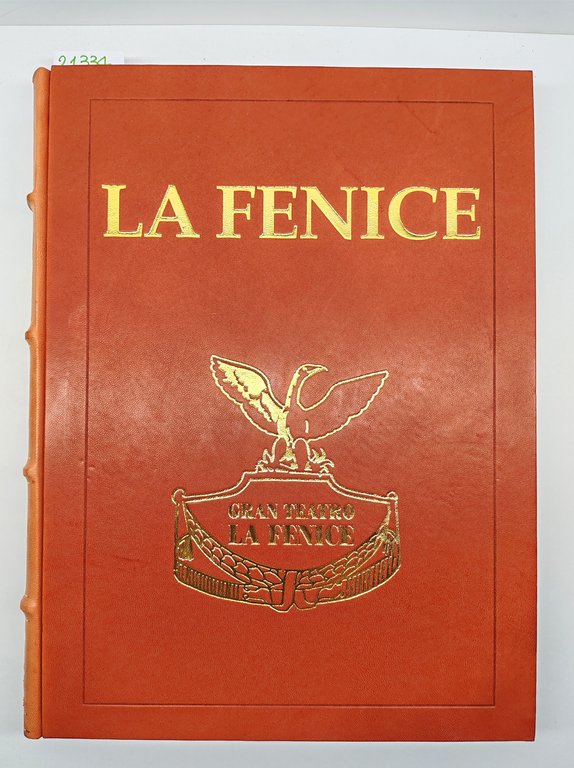 21331
LA FENICE
GRAN TEATRO
LA FENICE